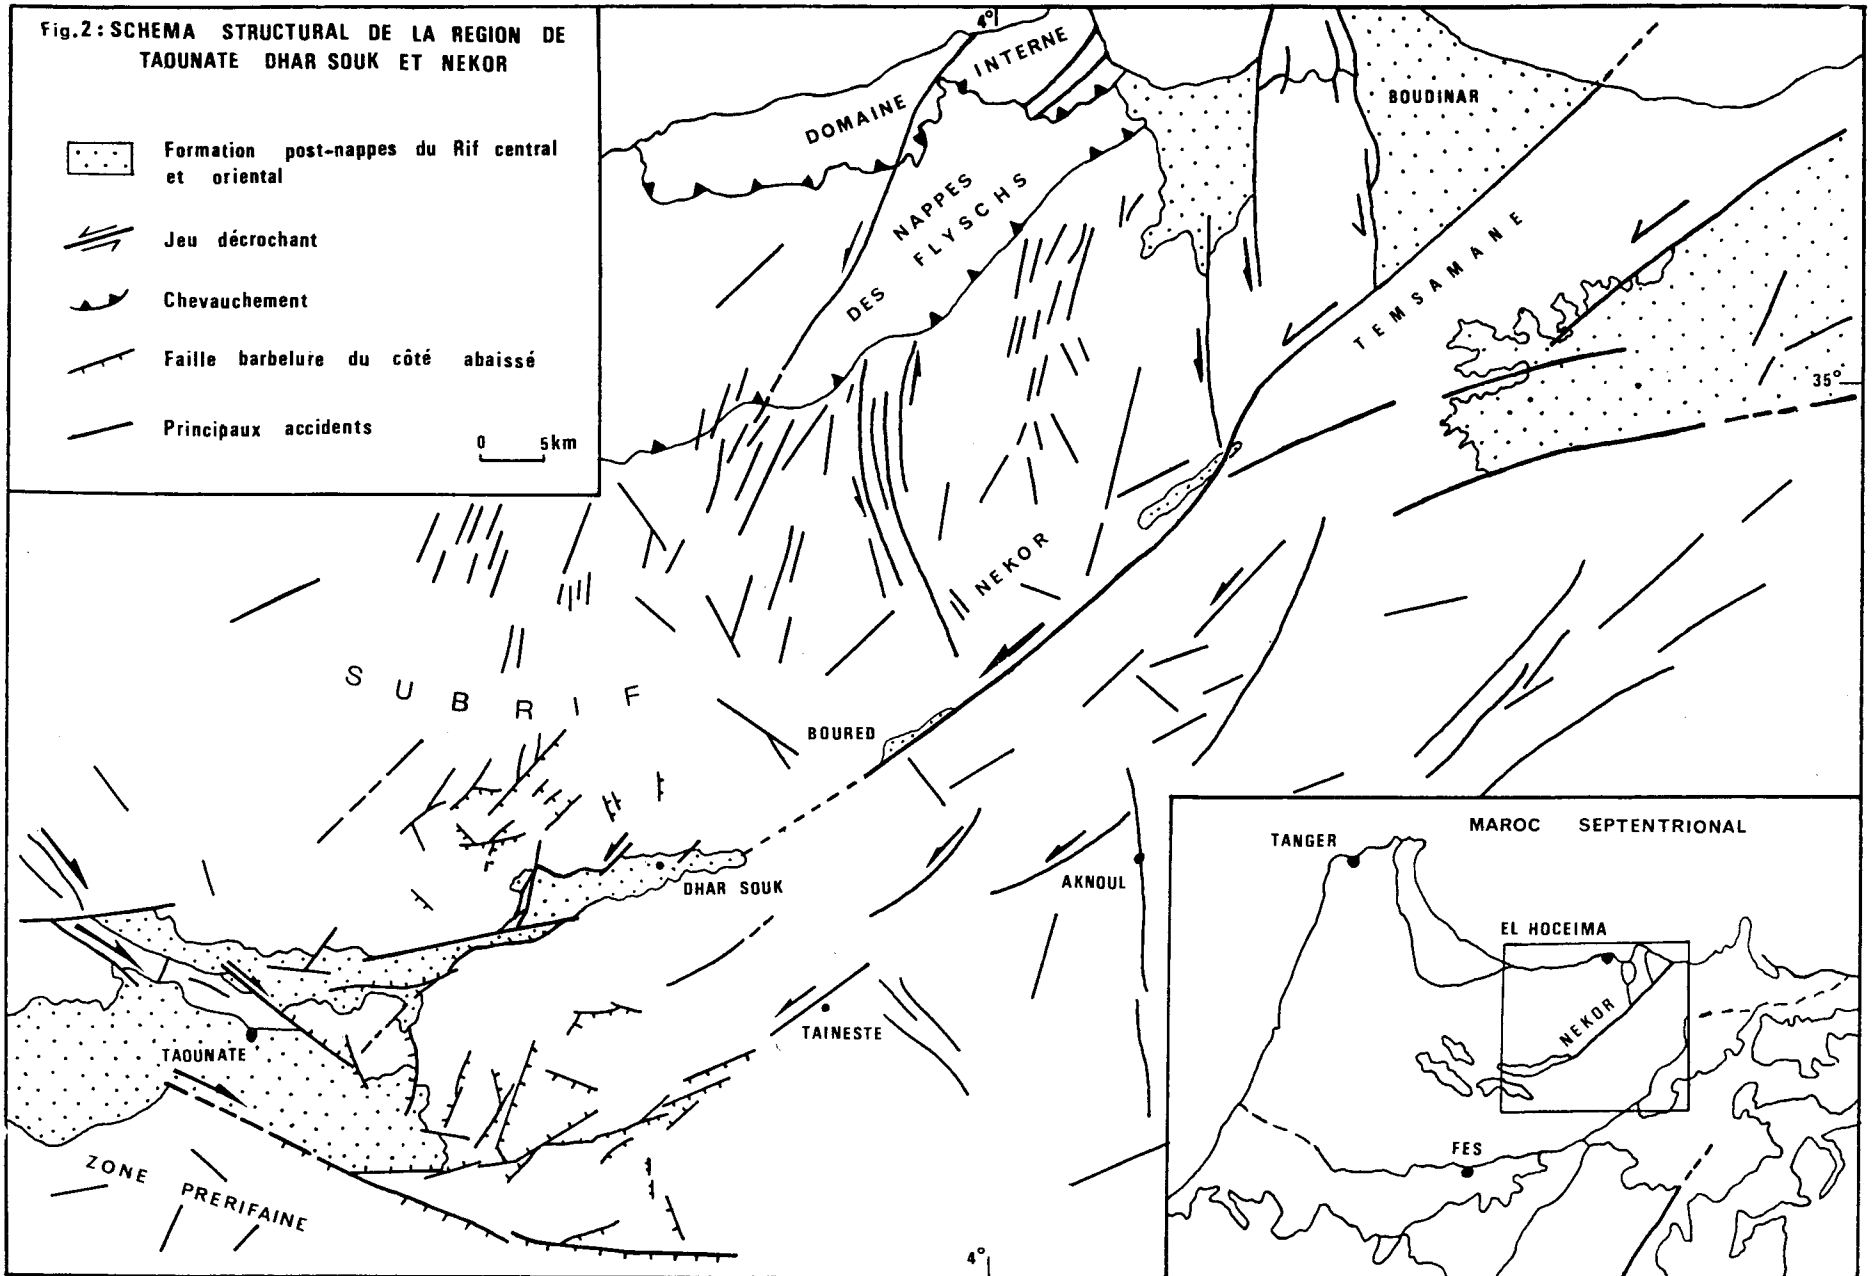 Fig.2: SCHEMA STRUCTURAL DE LA REGION DE
TAOUNATE DHAR SOUK ET NEKOR
Formation post-nappes du Rif central
et oriental
Jeu décrochant
Chevauchement
Faille barbelure du côté abaissé
Principaux accidents
0 5km
4°
DOMAINE INTERNE
BOUDINAR
NAPPES
DES FLYSCHS
TEMSAMANE
35°
NEKOR
SUBRIF
BOURED
DHAR SOUK
AKNOUL
TAINESTE
TAOUNATE
ZONE PRERIFAINE
4°
MAROC SEPTENTRIONAL
TANGER
EL HOCEIMA
NEKOR
FES